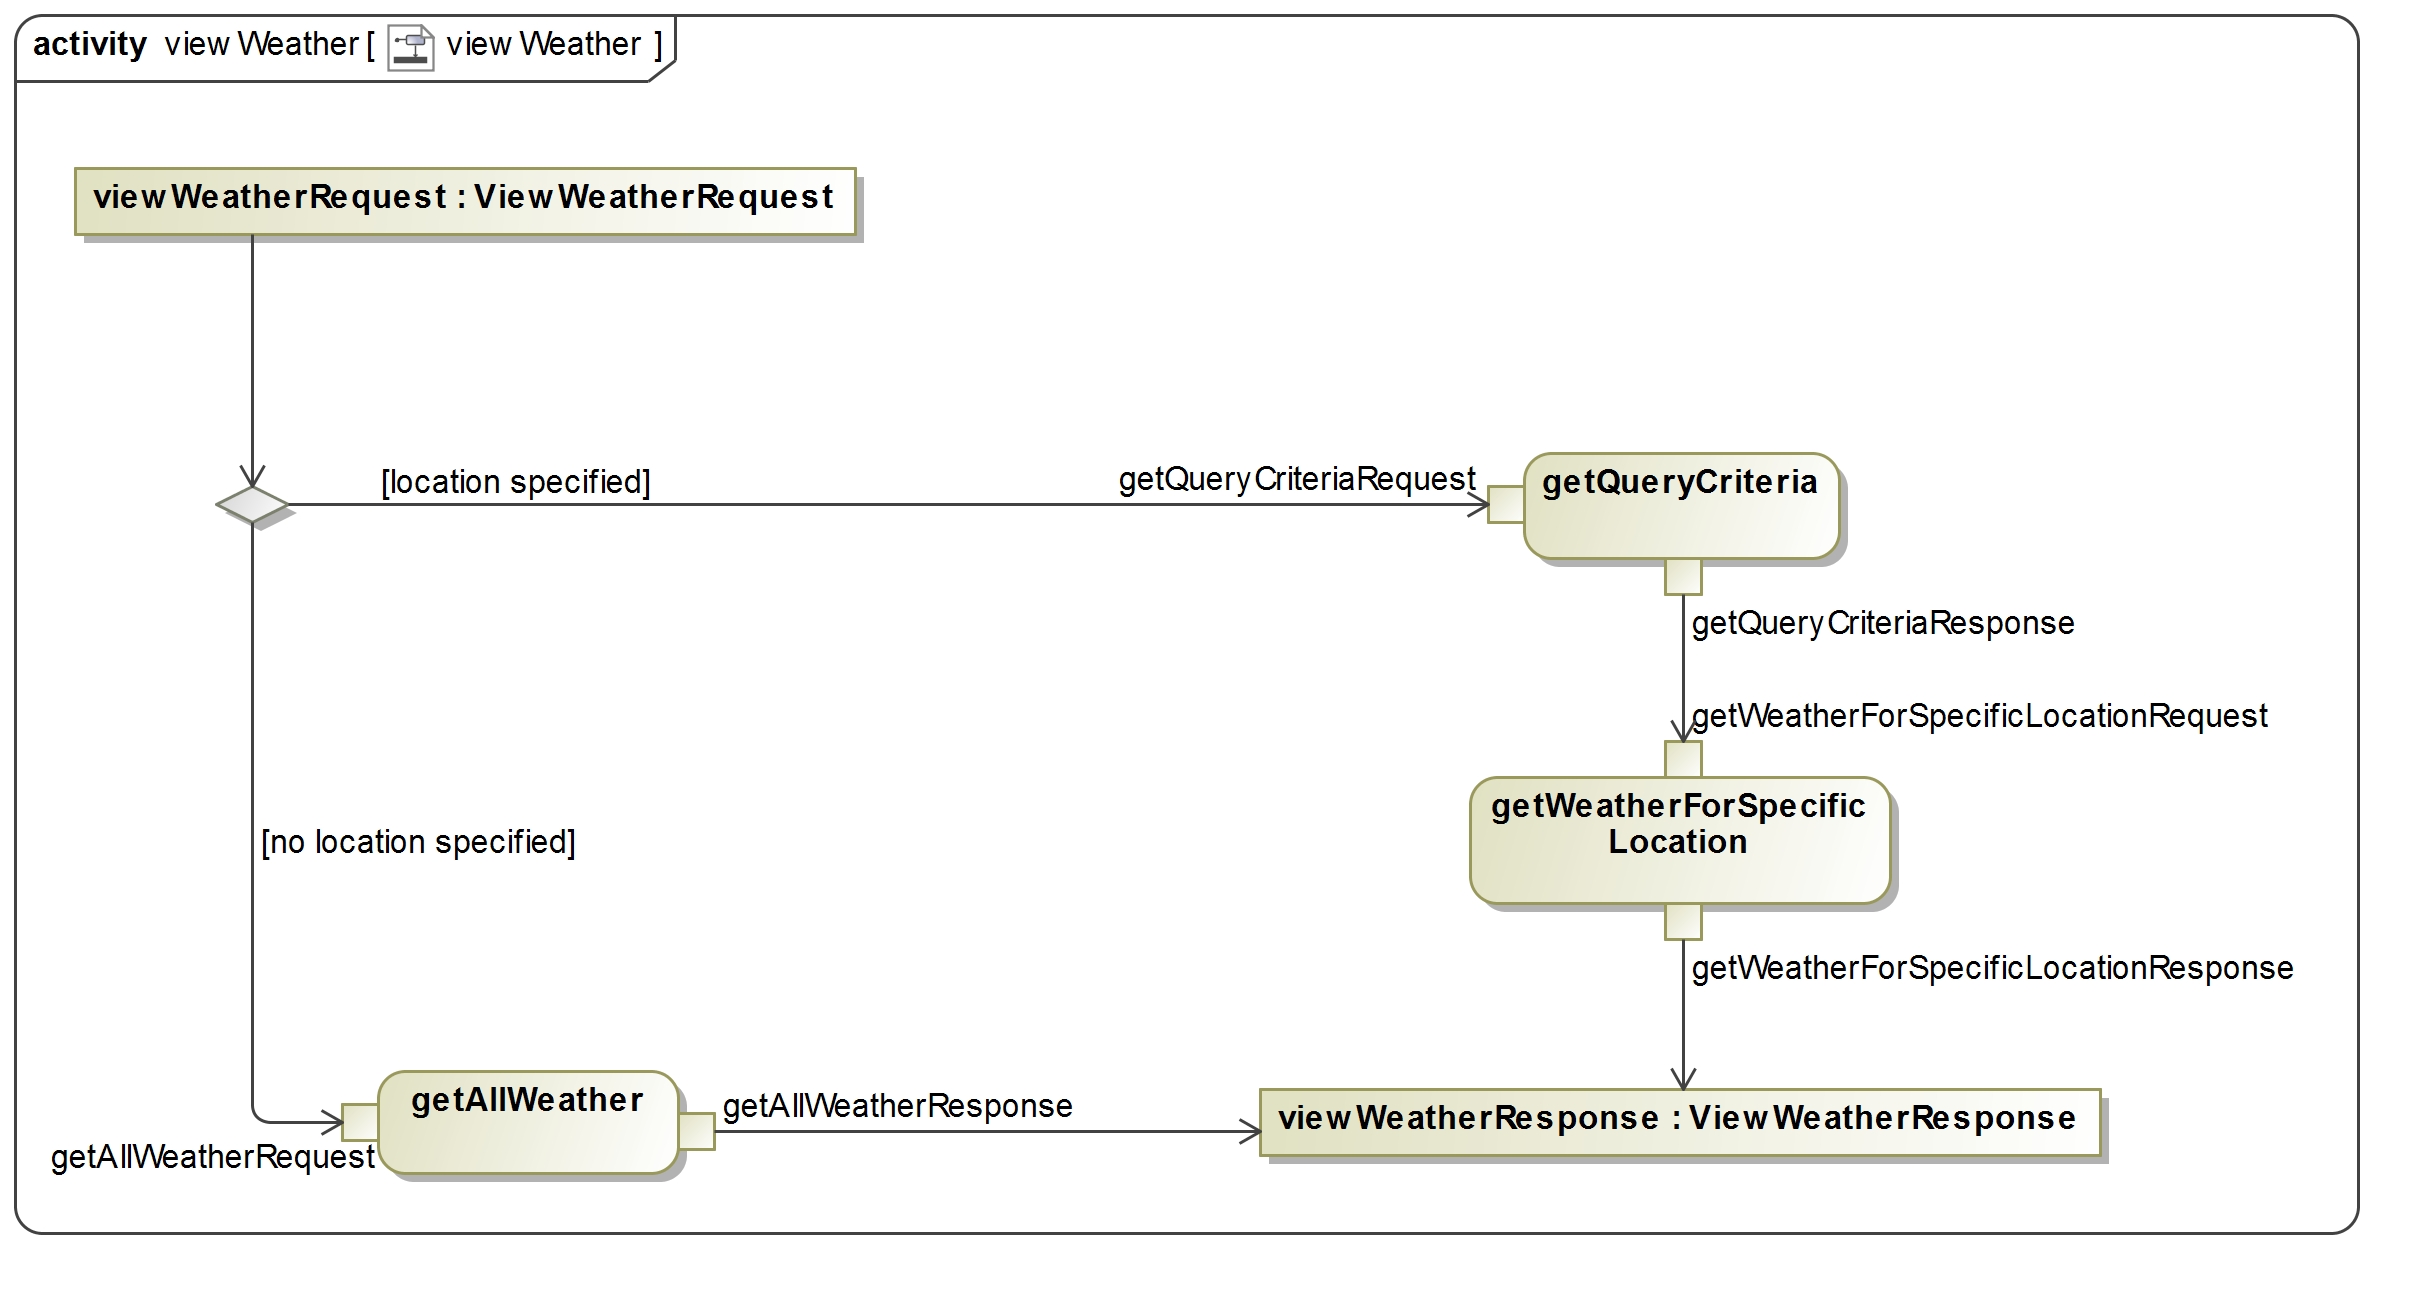 activity view Weather [ view Weather ]
viewWeatherRequest : ViewWeatherRequest
[location specified]
getQueryCriteriaRequest
getQueryCriteria
getQueryCriteriaResponse
getWeatherForSpecificLocationRequest
getWeatherForSpecific
Location
[no location specified]
getWeatherForSpecificLocationResponse
getAllWeather
getAllWeatherResponse
viewWeatherResponse : ViewWeatherResponse
getAllWeatherRequest